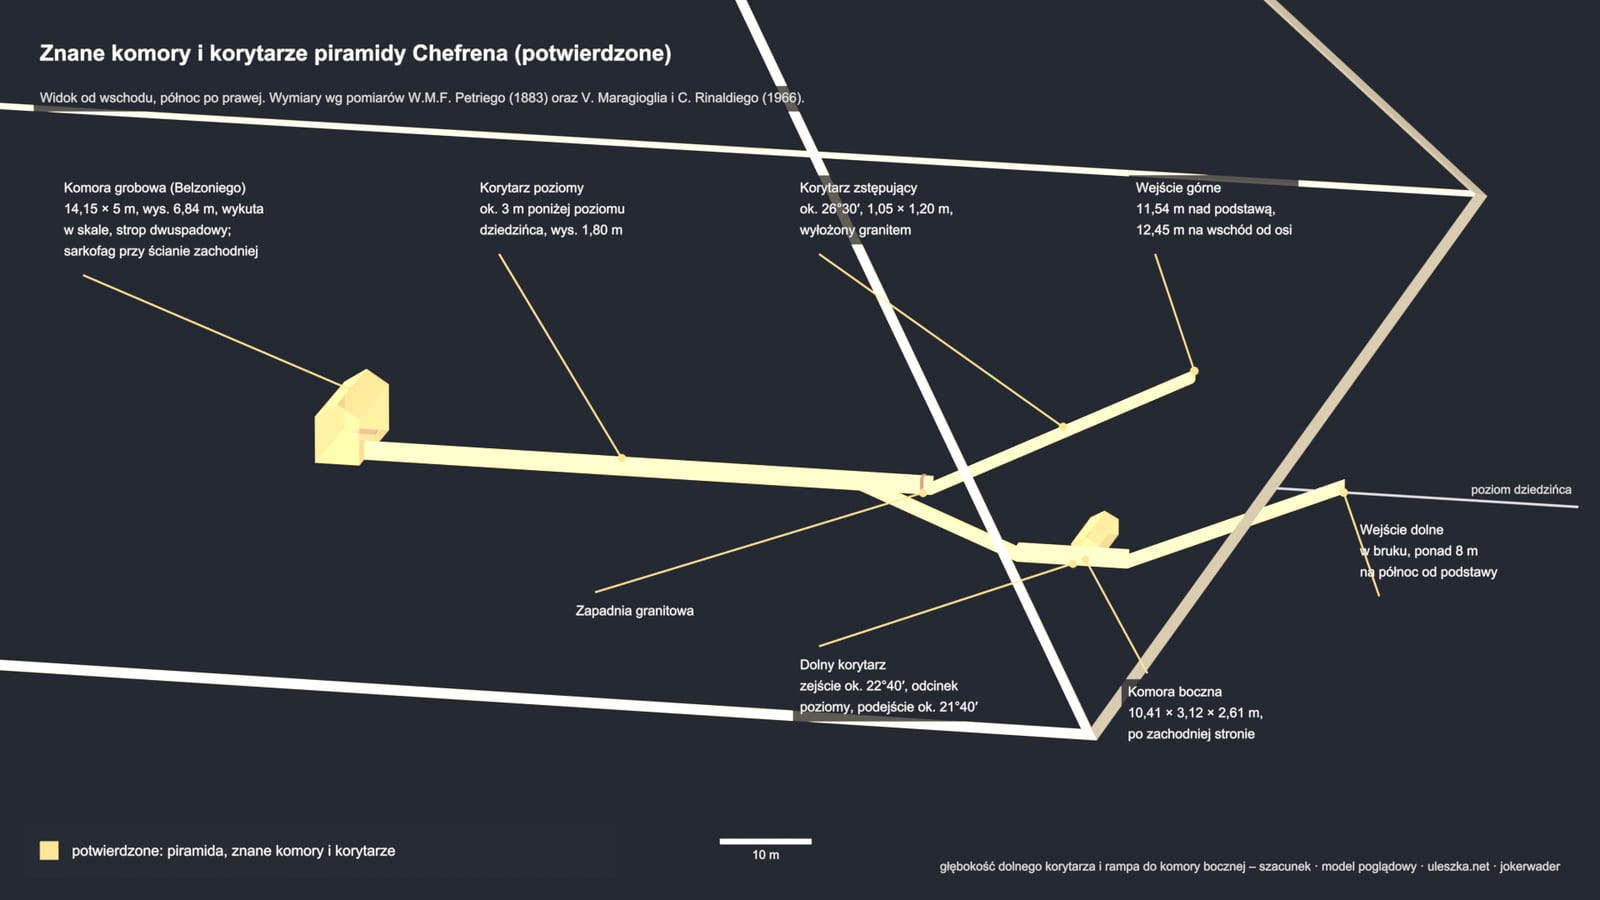 Znane komory i korytarze piramidy Chefrena (potwierdzone)
Widok od wschodu, północ po prawej. Wymiary wg pomiarów W.M.F. Petriego (1883) oraz V. Maragioglia i C. Rinaldiego (1966).
Komora grobowa (Belzoniego)
14,15 × 5 m, wys. 6,84 m, wykuta
w skale, strop dwuspadowy;
sarkofag przy ścianie zachodniej
Korytarz poziomy
ok. 3 m poniżej poziomu
dziedzińca, wys. 1,80 m
Korytarz zstępujący
ok. 26°30′, 1,05 × 1,20 m,
wyłożony granitem
Wejście górne
11,54 m nad podstawą,
12,45 m na wschód od osi
poziom dziedzińca
Wejście dolne
w bruku, ponad 8 m
na północ od podstawy
Zapadnia granitowa
Dolny korytarz
zejście ok. 22°40′, odcinek
poziomy, podejście ok. 21°40′
Komora boczna
10,41 × 3,12 × 2,61 m,
po zachodniej stronie
potwierdzone: piramida, znane komory i korytarze
10 m
głębokość dolnego korytarza i rampa do komory bocznej – szacunek · model poglądowy · uleszka.net · jokerwader